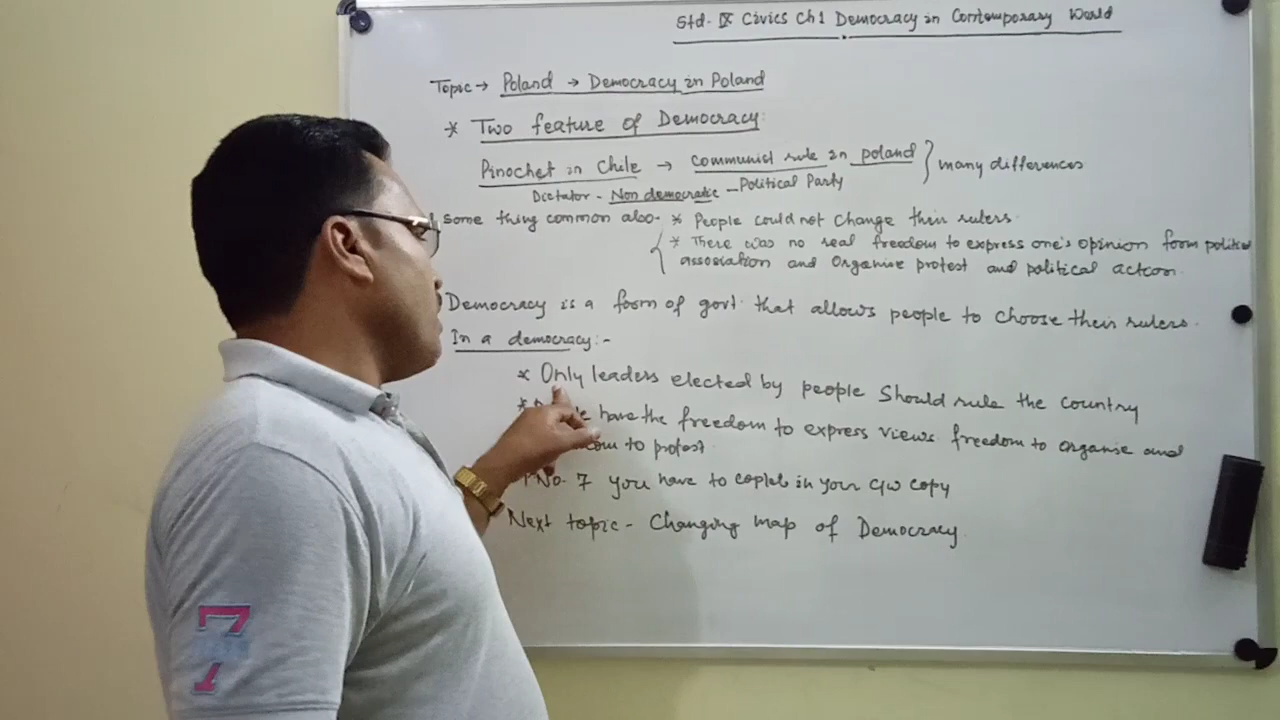 Std. IX Civics Ch 1 Democracy in Contemporary World
Topic → Poland → Democracy in Poland
* Two feature of Democracy
Pinochet in Chile → Communist rule in poland } many differences
Dictator - Non democratic - Political Party
some thing common also - * People could not change their rulers.
* There was no real freedom to express one's opinion form
association and Organise protest and political action.
Democracy is a form of govt. that allows people to choose their rulers.
In a democracy:-
* Only leaders elected by people Should rule the country
* have the freedom to express views. freedom to organise and
to protest.
No. 7 you have to in your C/W copy
Next topic - Changing map of Democracy.
7